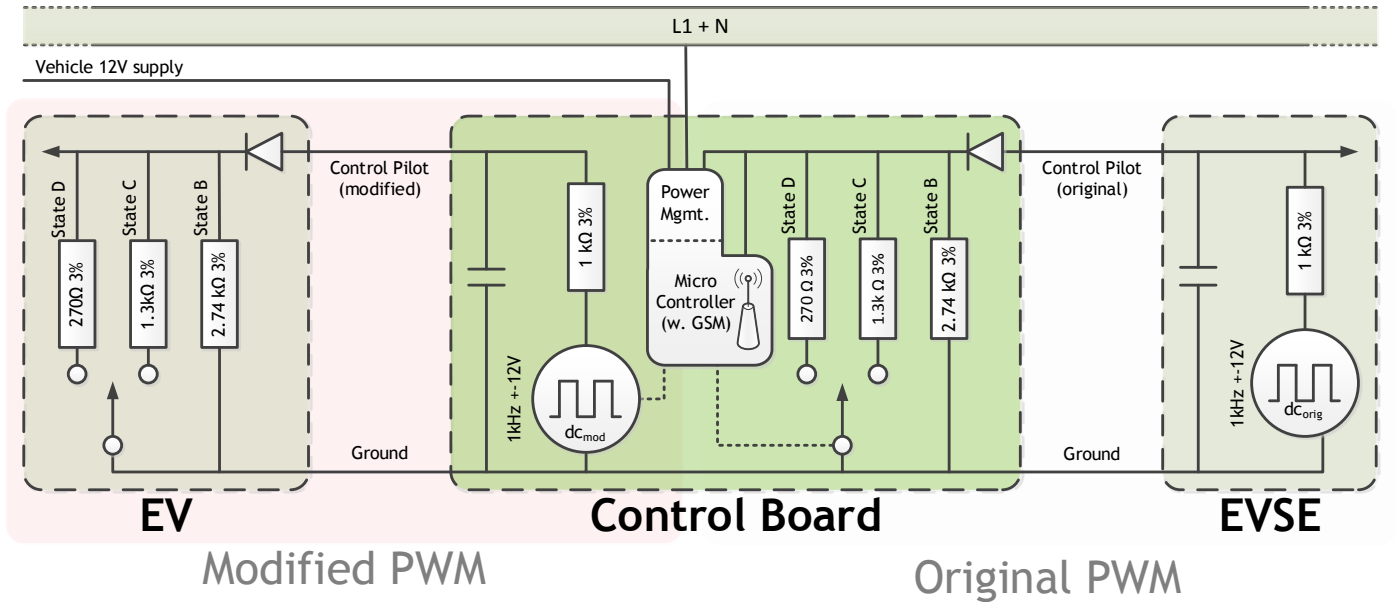 L1 + N
Vehicle 12V supply
State D
State C
State B
270Ω 3%
1.3kΩ 3%
2.74 kΩ 3%
Control Pilot
(modified)
1 kΩ 3%
1kHz +-12V
dcmod
Ground
Power
Mgmt.
Micro
Controller
(w. GSM)
State D
State C
State B
270 Ω 3%
1.3k Ω 3%
2.74 kΩ 3%
Control Pilot
(original)
Ground
1 kΩ 3%
1kHz +-12V
dcorig
EV
Control Board
EVSE
Modified PWM
Original PWM